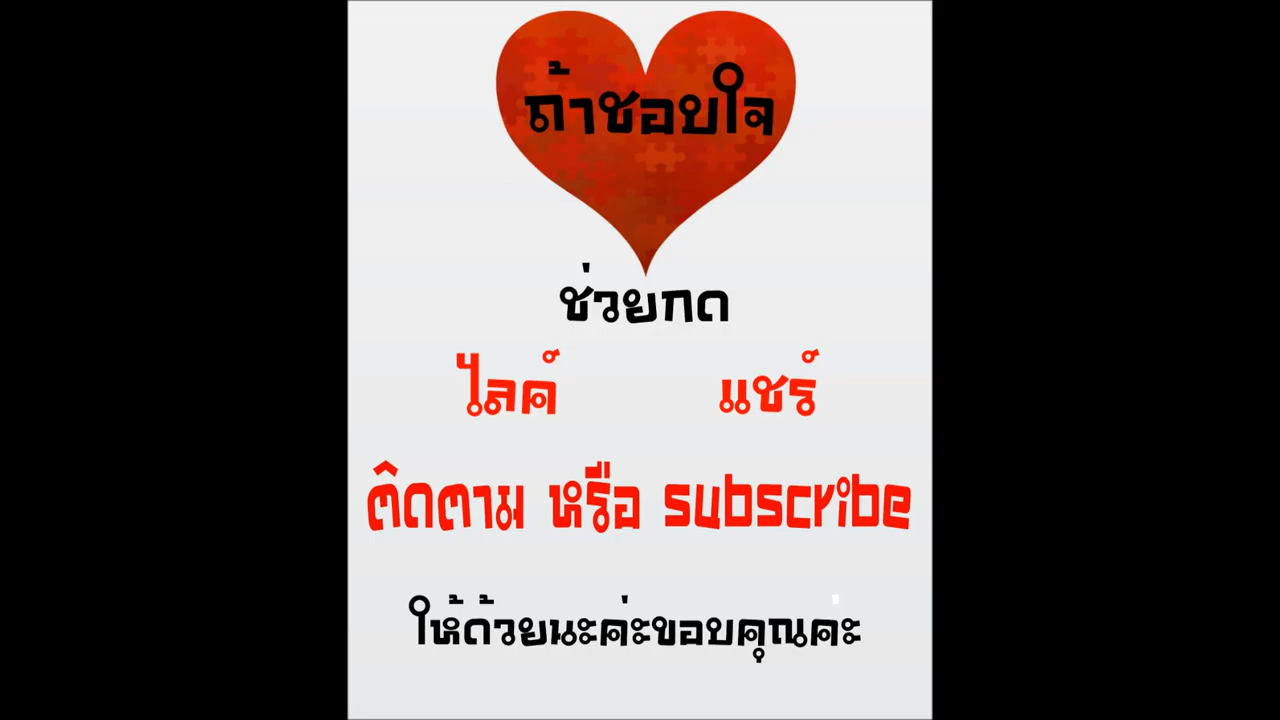 ถ้าชอบใจ
ช่วยกด
ไลค์ แชร์
ติดตาม หรือ subscribe
ให้ด้วยนะค่ะขอบคุณค่ะ